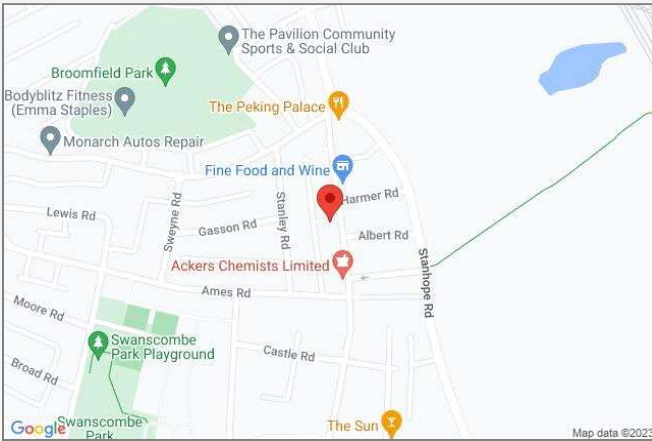 The Pavilion Community
Sports & Social Club
Broomfield Park
Bodyblitz Fitness
(Emma Staples)
The Peking Palace
Monarch Autos Repair
Fine Food and Wine
Harmer Rd
Lewis Rd
Sweyne Rd
Gasson Rd
Stanley Rd
Albert Rd
Stanhope Rd
Ackers Chemists Limited
Ames Rd
Moore Rd
Swanscombe
Park Playground
Castle Rd
Broad Rd
The Sun
Swanscombe
Park
Google
Map data ©2023